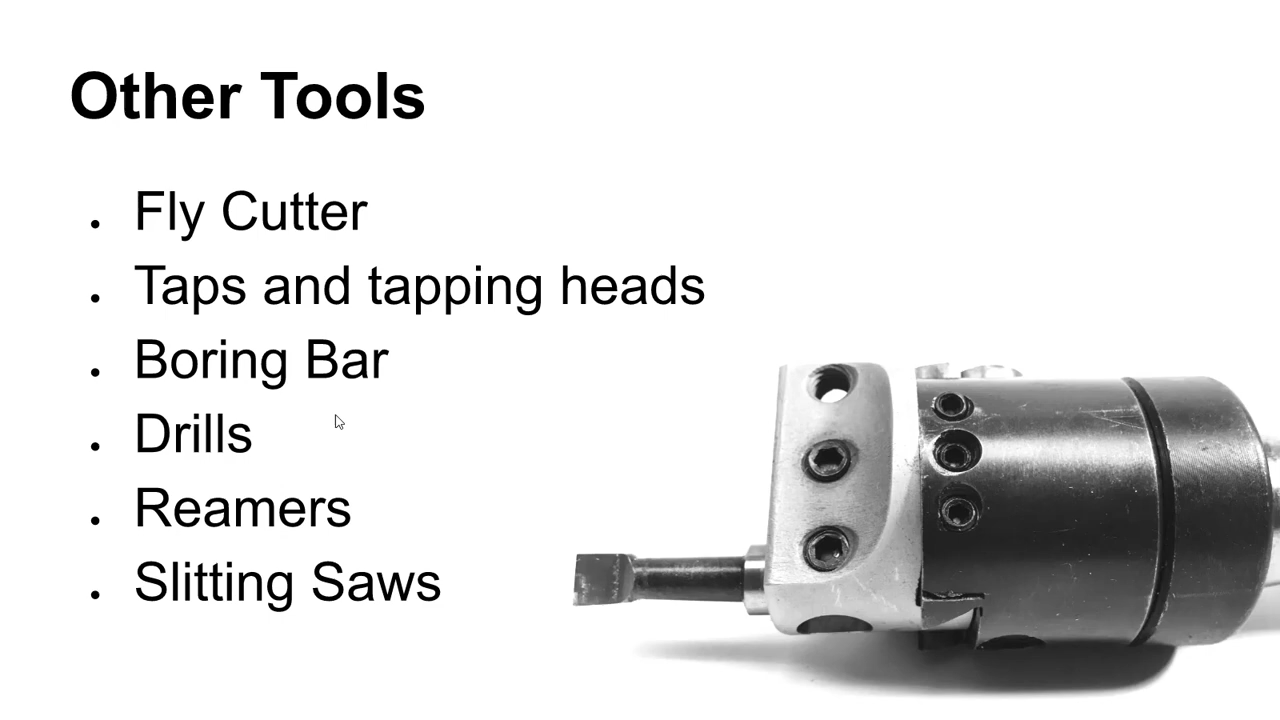 Other Tools
Fly Cutter
Taps and tapping heads
Boring Bar
Drills
Reamers
Slitting Saws